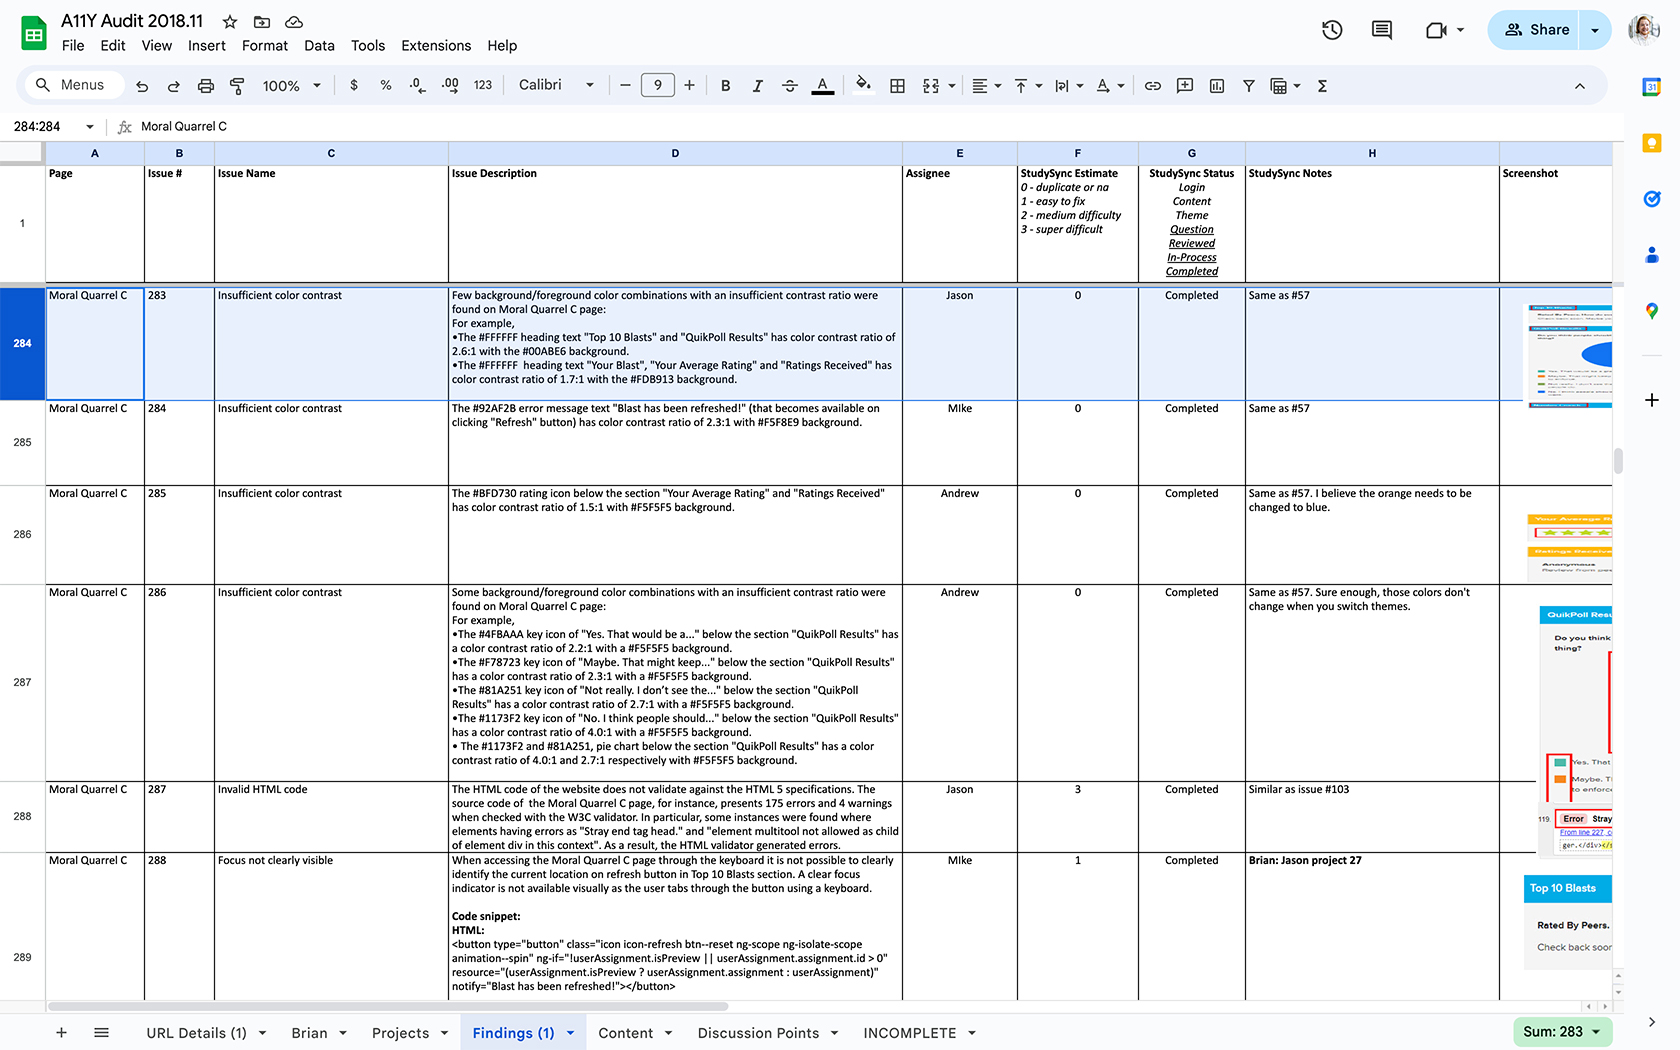 A11Y Audit 2018.11
File Edit View Insert Format Data Tools Extensions Help
Share
Menus
100%
$ % .0 .00 123
Calibri
9
B I A
31
284:284
fx Moral Quarrel C
A B C D E F G H
1
Page
Issue #
Issue Name
Issue Description
Assignee
StudySync Estimate
0 - duplicate or na
1 - easy to fix
2 - medium difficulty
3 - super difficult
StudySync Status
Login
Content
Theme
Question
Reviewed
In-Process
Completed
StudySync Notes
Screenshot
284
Moral Quarrel C
283
Insufficient color contrast
Few background/foreground color combinations with an insufficient contrast ratio were
found on Moral Quarrel C page:
For example,
•The #FFFFFF heading text "Top 10 Blasts" and "QuikPoll Results" has color contrast ratio of
2.6:1 with the #00ABE6 background.
•The #FFFFFF  heading text "Your Blast", "Your Average Rating" and "Ratings Received" has
color contrast ratio of 1.7:1 with the #FDB913 background.
Jason
0
Completed
Same as #57
285
Moral Quarrel C
284
Insufficient color contrast
The #92AF2B error message text "Blast has been refreshed!" (that becomes available on
clicking "Refresh" button) has color contrast ratio of 2.3:1 with #F5F8E9 background.
MIke
0
Completed
Same as #57
286
Moral Quarrel C
285
Insufficient color contrast
The #BFD730 rating icon below the section "Your Average Rating" and "Ratings Received"
has color contrast ratio of 1.5:1 with #F5F5F5 background.
Andrew
0
Completed
Same as #57. I believe the orange needs to be
changed to blue.
Your Average
Ratings Receive
Anonymous
Review from
287
Moral Quarrel C
286
Insufficient color contrast
Some background/foreground color combinations with an insufficient contrast ratio were
found on Moral Quarrel C page:
For example,
•The #4FBAAA key icon of "Yes. That would be a..." below the section "QuikPoll Results" has
a color contrast ratio of 2.2:1 with a #F5F5F5 background.
•The #F78723 key icon of "Maybe. That might keep..." below the section "QuikPoll Results"
has a color contrast ratio of 2.3:1 with a #F5F5F5 background.
•The #81A251 key icon of "Not really. I don't see the..." below the section "QuikPoll
Results" has a color contrast ratio of 2.7:1 with a #F5F5F5 background.
•The #1173F2 key icon of "No. I think people should..." below the section "QuikPoll Results"
has a color contrast ratio of 4.0:1 with a #F5F5F5 background.
• The #1173F2 and #81A251, pie chart below the section "QuikPoll Results" has a color
contrast ratio of 4.0:1 and 2.7:1 respectively with #F5F5F5 background.
Andrew
0
Completed
Same as #57. Sure enough, those colors don't
change when you switch themes.
QuikPoll Resu
Do you think
thing?
Yes. That
Maybe. T
to enforce
288
Moral Quarrel C
287
Invalid HTML code
The HTML code of the website does not validate against the HTML 5 specifications. The
source code of  the Moral Quarrel C page, for instance, presents 175 errors and 4 warnings
when checked with the W3C validator. In particular, some instances were found where
elements having errors as "Stray end tag head." and "element multitool not allowed as child
of element div in this context". As a result, the HTML validator generated errors.
Jason
3
Completed
Similar as issue #103
119.
Error Stray
From line 227, c
ger.</div></
289
Moral Quarrel C
288
Focus not clearly visible
When accessing the Moral Quarrel C page through the keyboard it is not possible to clearly
identify the current location on refresh button in Top 10 Blasts section. A clear focus
indicator is not available visually as the user tabs through the button using a keyboard.
Code snippet:
HTML:
<button type="button" class="icon icon-refresh btn--reset ng-scope ng-isolate-scope
animation--spin" ng-if="!userAssignment.isPreview || userAssignment.assignment.id > 0"
resource="(userAssignment.isPreview ? userAssignment.assignment : userAssignment)"
notify="Blast has been refreshed!"></button>
MIke
1
Completed
Brian: Jason project 27
Top 10 Blasts
Rated By Peers.
Check back soor
URL Details (1) Brian Projects Findings (1) Content Discussion Points INCOMPLETE
Sum: 283